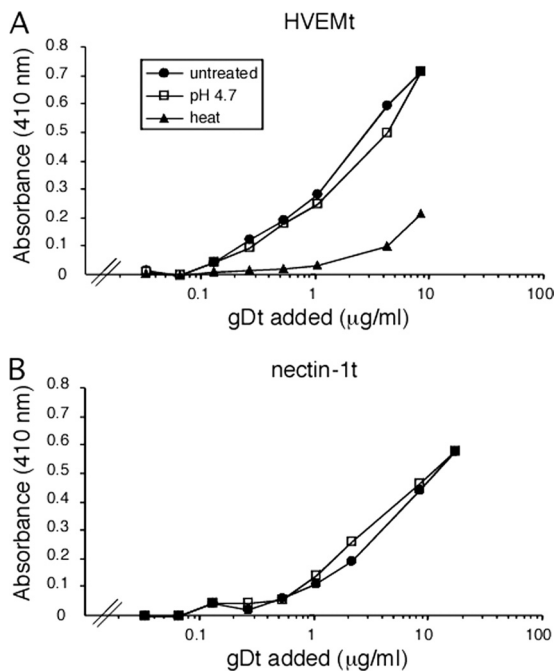 A
HVEMt
0.8
0.7
0.6
0.5
0.4
0.3
0.2
0.1
0
Absorbance (410 nm)
untreated
pH 4.7
heat
0.1
1
10
100
gDt added (μg/ml)
B
nectin-1t
0.8
0.7
0.6
0.5
0.4
0.3
0.2
0.1
0
Absorbance (410 nm)
0.1
1
10
100
gDt added (μg/ml)